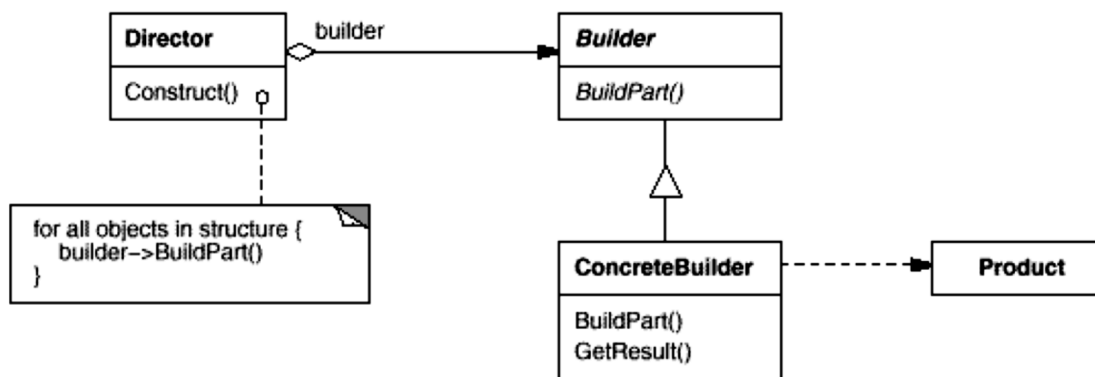 Director
Construct()
builder
Builder
BuildPart()
for all objects in structure {
builder->BuildPart()
}
ConcreteBuilder
BuildPart()
GetResult()
Product